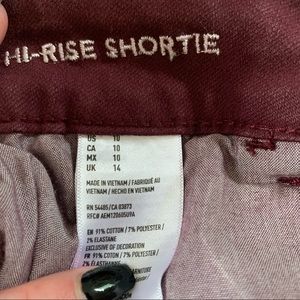 HI-RISE SHORTIE
US 10
CA 10
MX 10
UK 14
MADE IN VIETNAM / FABRIQUÉ AU
VIETNAM / HECHO EN VIETNAM
RN 54485/CA 03873
RFC# AEM120605U9A
EN 91% COTTON / 7% POLYESTER /
2% ELASTANE
EXCLUSIVE OF DECORATION
FR 91% COTON / 7% POLYESTER /
2% ELASTHANNE